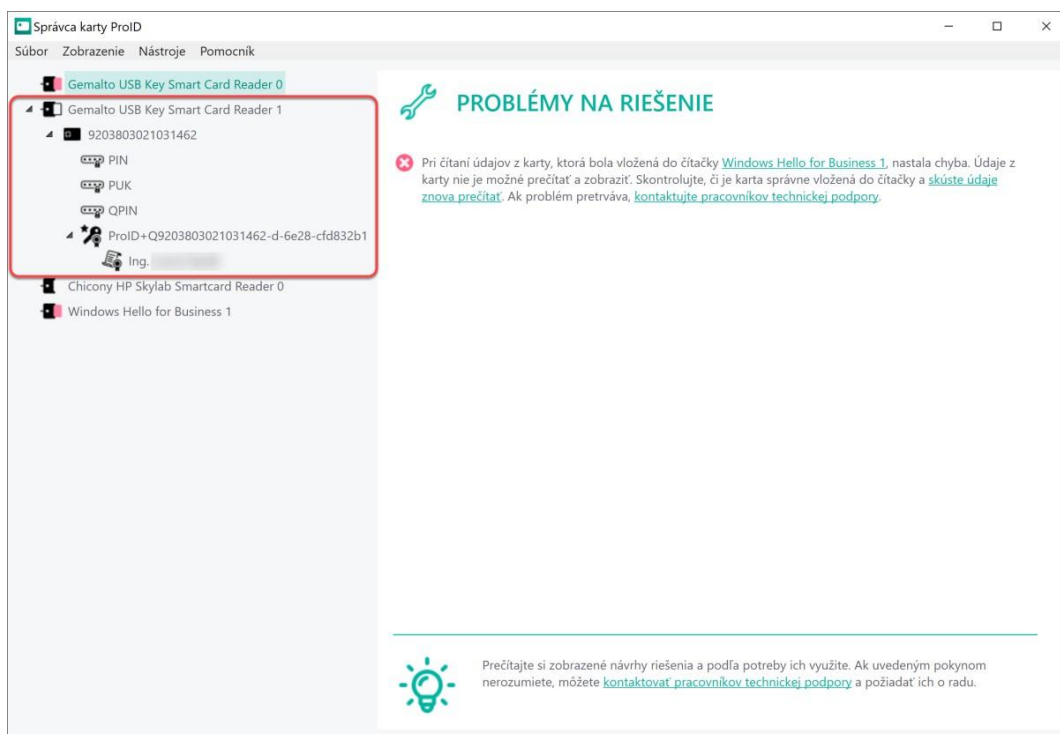 Správca karty ProID
Súbor Zobrazenie Nástroje Pomocník
Gemalto USB Key Smart Card Reader 0
Gemalto USB Key Smart Card Reader 1
9203803021031462
PIN
PUK
QPIN
ProID+Q9203803021031462-d-6e28-cfd832b1
Ing.
Chicony HP Skylab Smartcard Reader 0
Windows Hello for Business 1
PROBLÉMY NA RIEŠENIE
Pri čítaní údajov z karty, ktorá bola vložená do čítačky Windows Hello for Business 1, nastala chyba. Údaje z
karty nie je možné prečítať a zobraziť. Skontrolujte, či je karta správne vložená do čítačky a skúste údaje
znova prečítať. Ak problém pretrváva, kontaktujte pracovníkov technickej podpory.
Prečítajte si zobrazené návrhy riešenia a podľa potreby ich využite. Ak uvedeným pokynom
nerozumiete, môžete kontaktovať pracovníkov technickej podpory a požiadať ich o radu.